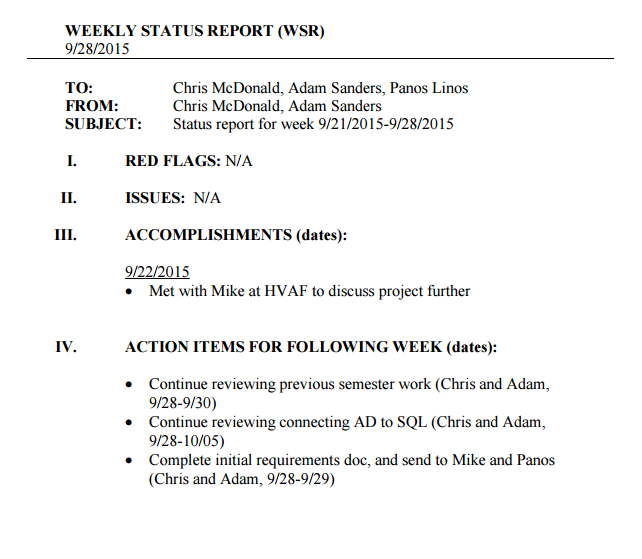 WEEKLY STATUS REPORT (WSR)
9/28/2015
TO: Chris McDonald, Adam Sanders, Panos Linos
FROM: Chris McDonald, Adam Sanders
SUBJECT: Status report for week 9/21/2015-9/28/2015
I. RED FLAGS: N/A
II. ISSUES: N/A
III. ACCOMPLISHMENTS (dates):
9/22/2015
• Met with Mike at HVAF to discuss project further
IV. ACTION ITEMS FOR FOLLOWING WEEK (dates):
• Continue reviewing previous semester work (Chris and Adam,
9/28-9/30)
• Continue reviewing connecting AD to SQL (Chris and Adam,
9/28-10/05)
• Complete initial requirements doc, and send to Mike and Panos
(Chris and Adam, 9/28-9/29)